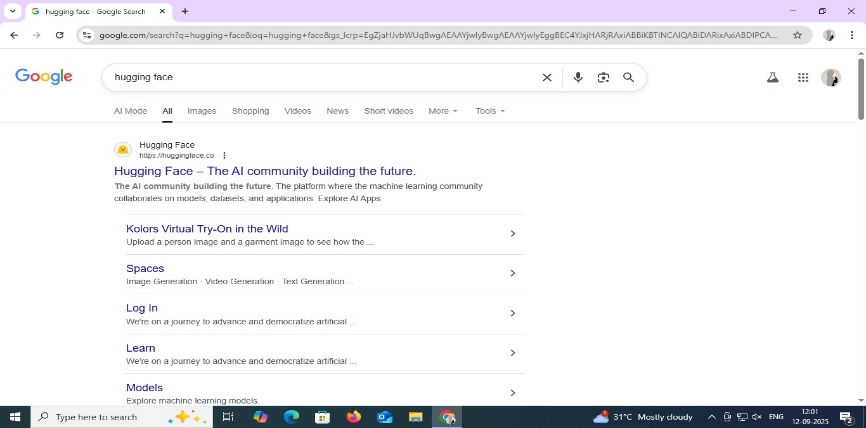 hugging face - Google Search
google.com/search?q=hugging+face&oq=hugging+face&gs_lcrp=
Google
hugging face
AI Mode All Images Shopping Videos News Short videos More Tools
Hugging Face
https://huggingface.co
Hugging Face – The AI community building the future.
The AI community building the future. The platform where the machine learning community
collaborates on models, datasets, and applications. Explore AI Apps.
Kolors Virtual Try-On in the Wild
Upload a person image and a garment image to see how the ...
Spaces
Image Generation · Video Generation · Text Generation ...
Log In
We're on a journey to advance and democratize artificial ...
Learn
We're on a journey to advance and democratize artificial ...
Models
Explore machine learning models.
Type here to search
31°C Mostly cloudy
ENG
12:01
12-09-2025
2